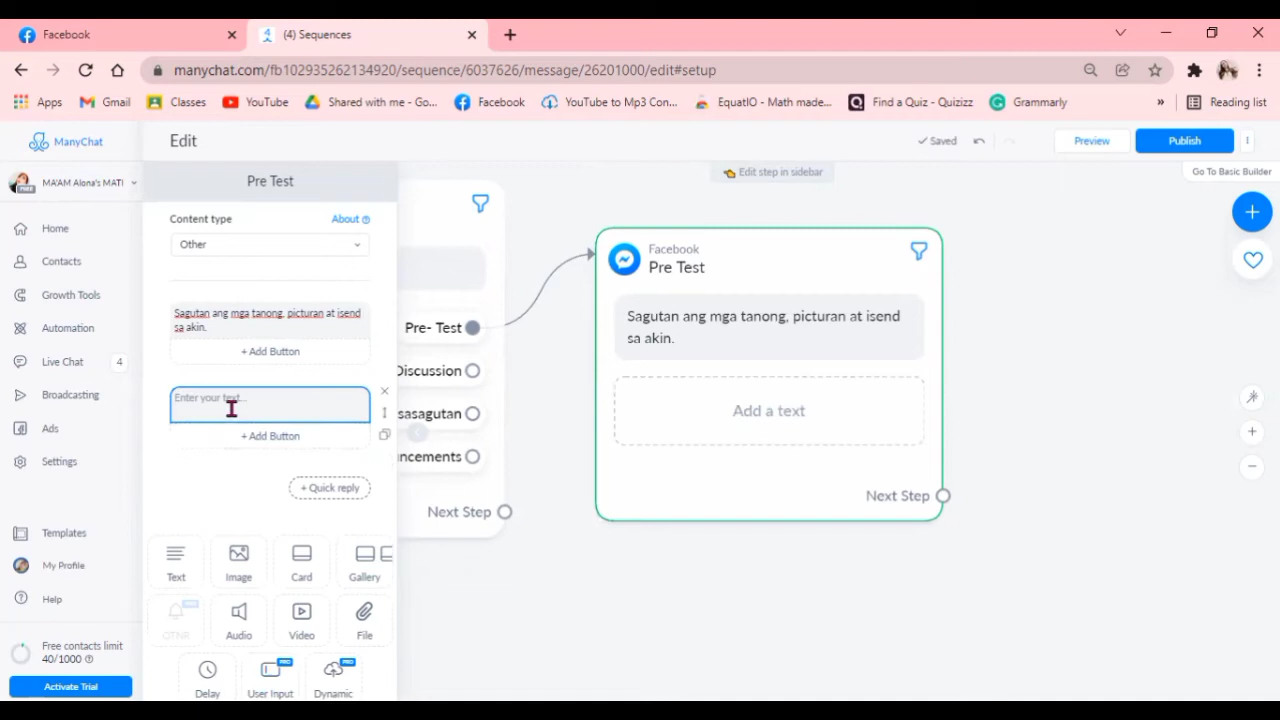 Facebook
(4) Sequences
manychat.com/fb102935262134920/sequence/6037626/message/26201000/edit#setup
Apps
Gmail
Classes
YouTube
Shared with me - Go...
Facebook
YouTube to Mp3 Con...
EquatIO - Math made...
Find a Quiz - Quizizz
Grammarly
»
Reading list
ManyChat
Edit
Saved
Preview
Publish
MA'AM Alona's MATI
FREE
Pre Test
Edit step in sidebar
Go To Basic Builder
Home
Contacts
Growth Tools
Automation
Live Chat
4
Broadcasting
Ads
Settings
Templates
My Profile
Help
Free contacts limit
40/1000
Activate Trial
Content type
About
Other
Sagutan ang mga tanong, picturan at isend
sa akin.
+ Add Button
Enter your text...
+ Add Button
+ Quick reply
Text
Image
Card
Gallery
PRO
OTNR
Audio
Video
File
Delay
PRO
User Input
PRO
Dynamic
Pre- Test
Discussion
sasagutan
ncements
Next Step
Facebook
Pre Test
Sagutan ang mga tanong, picturan at isend
sa akin.
Add a text
Next Step